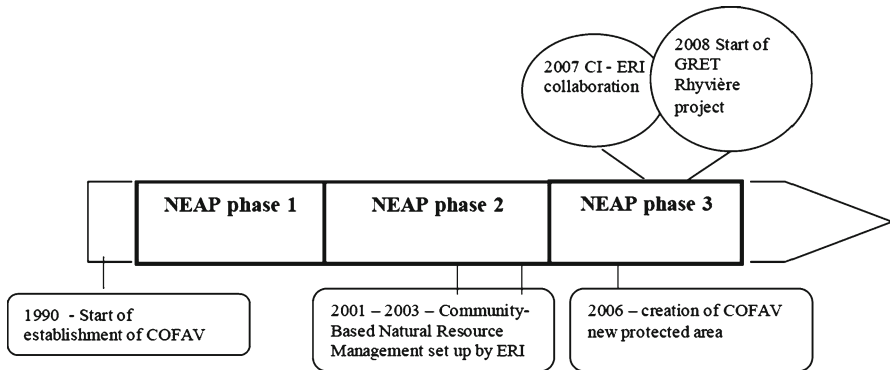 2007 CI - ERI
collaboration
2008 Start of
GRET
Rhyvière
project
NEAP phase 1
NEAP phase 2
NEAP phase 3
1990 - Start of
establishment of COFAV
2001 – 2003 – Community-
Based Natural Resource
Management set up by ERI
2006 – creation of COFAV
new protected area